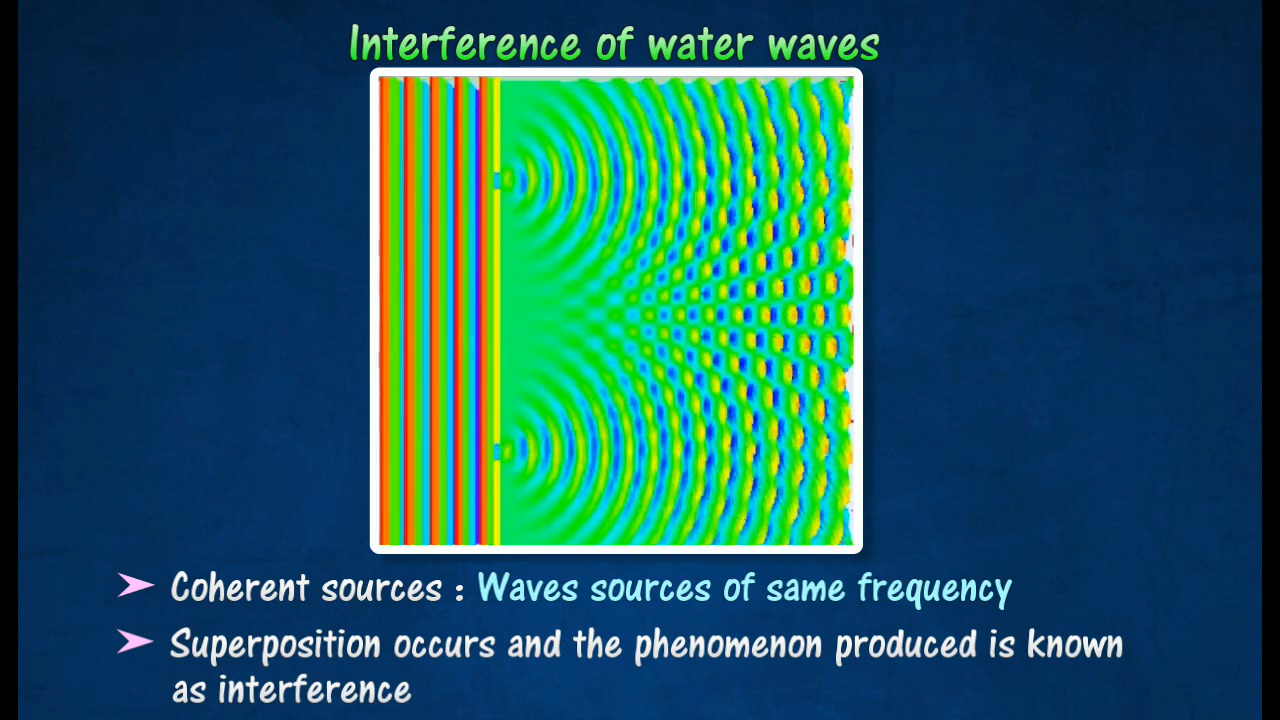 Interference of water waves
Coherent sources : Waves sources of same frequency
Superposition occurs and the phenomenon produced is known
as interference